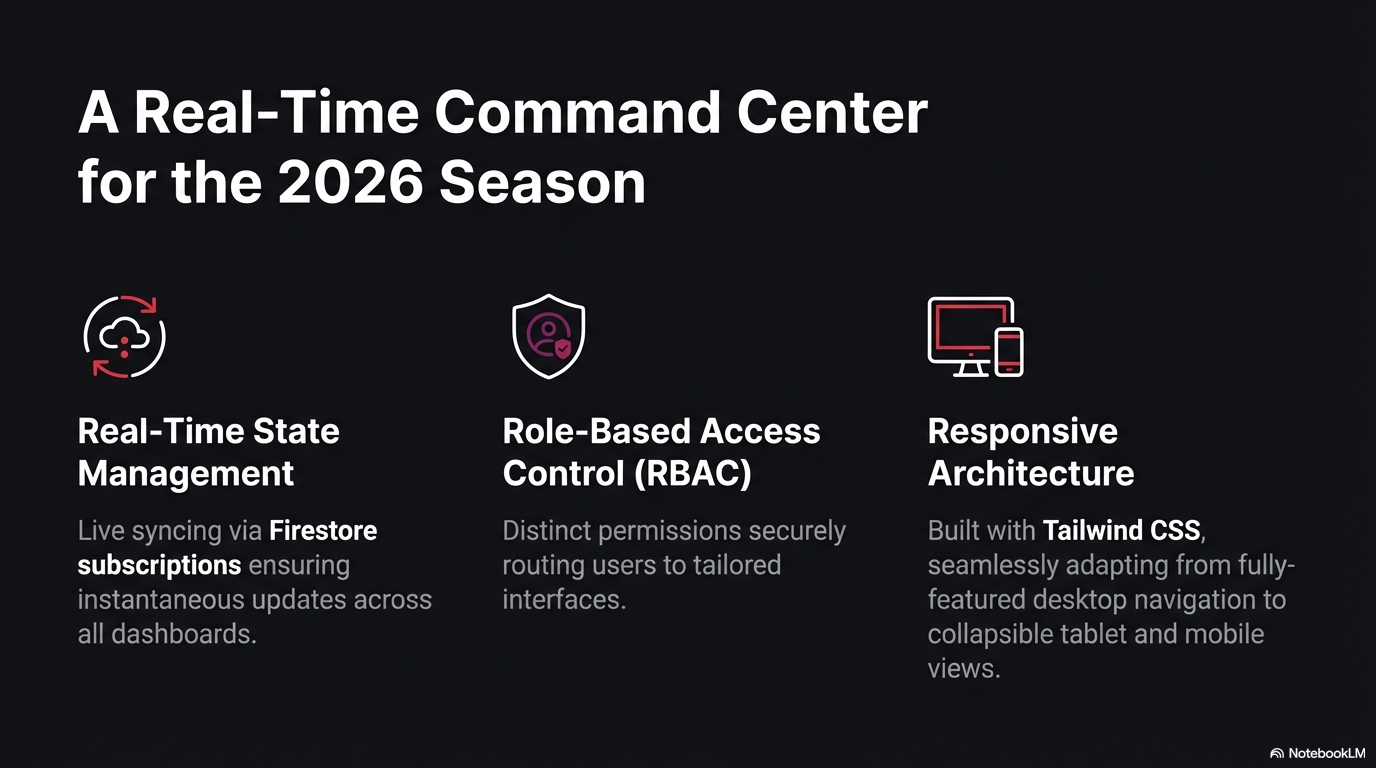 A Real-Time Command Center
for the 2026 Season
Real-Time State
Management
Live syncing via Firestore
subscriptions ensuring
instantaneous updates across
all dashboards.
Role-Based Access
Control (RBAC)
Distinct permissions securely
routing users to tailored
interfaces.
Responsive
Architecture
Built with Tailwind CSS,
seamlessly adapting from fully-
featured desktop navigation to
collapsible tablet and mobile
views.
NotebookLM